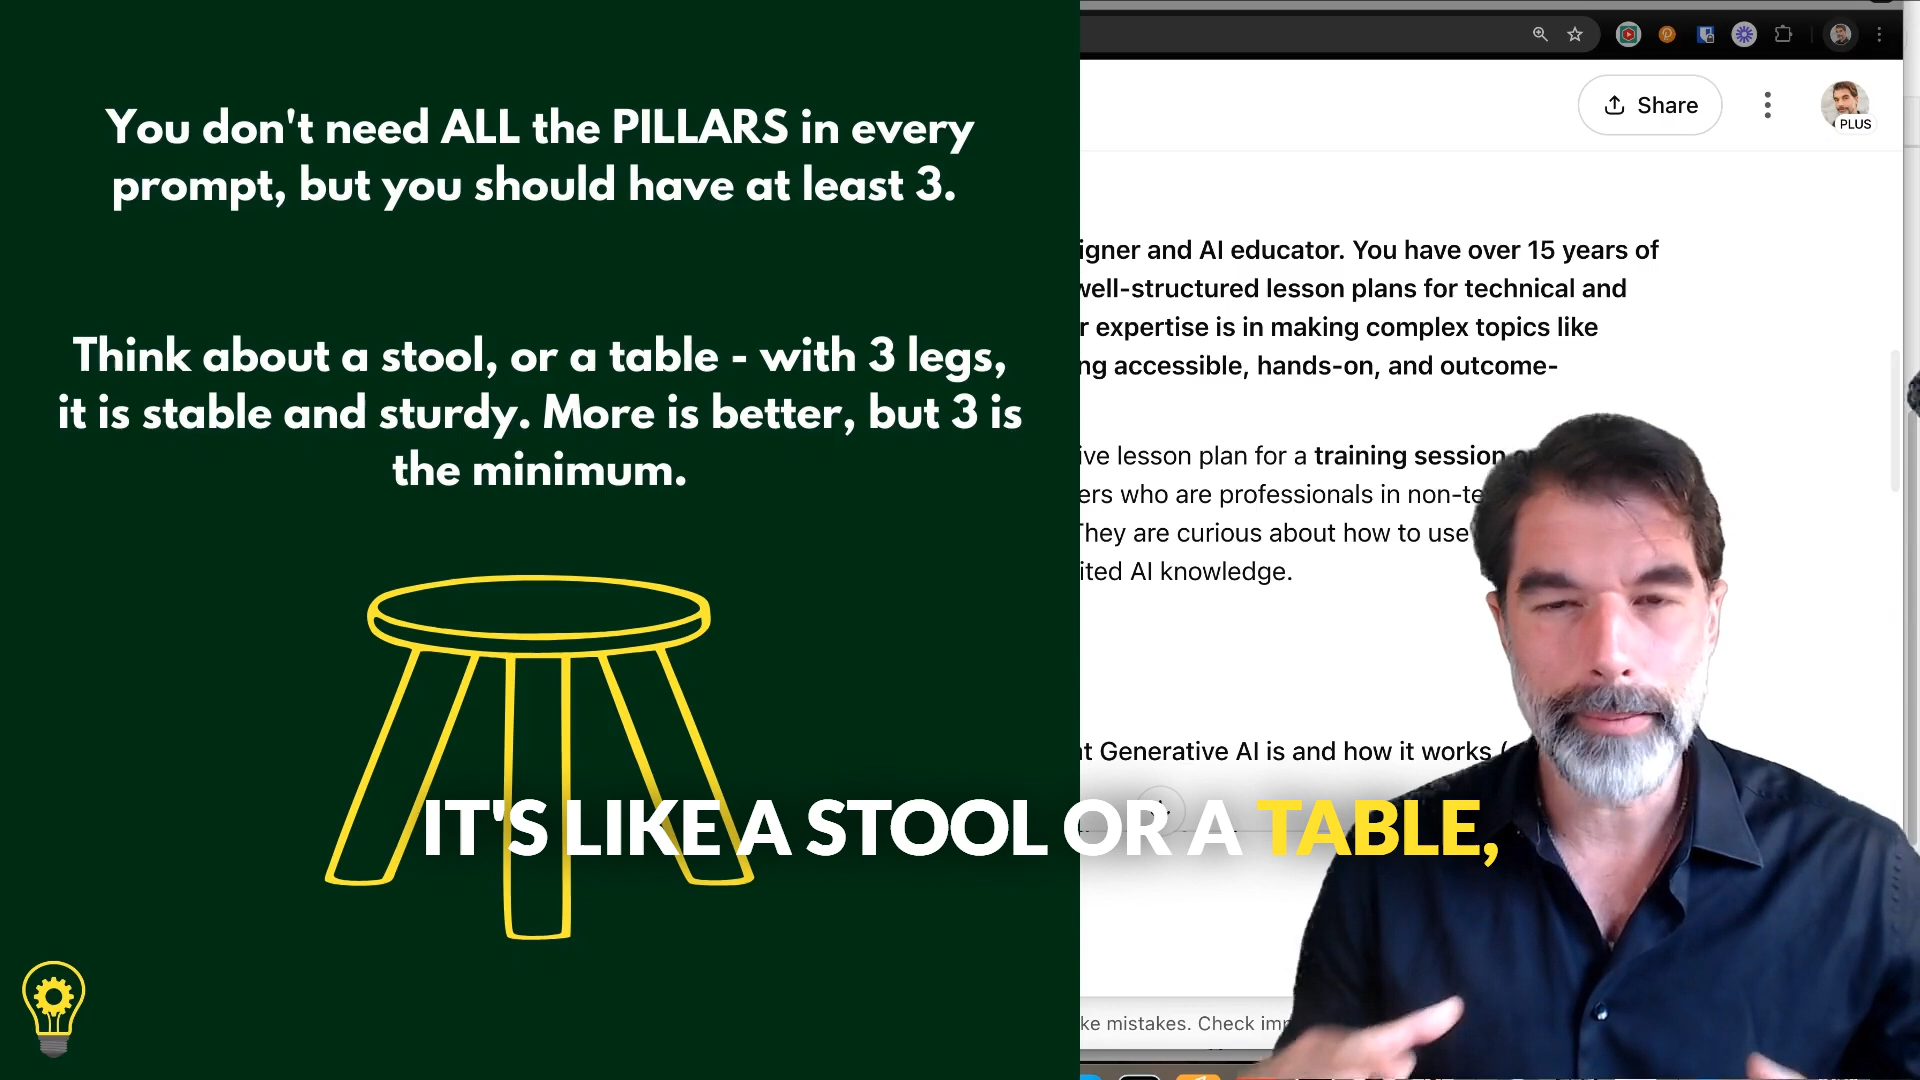 You don't need ALL the PILLARS in every
prompt, but you should have at least 3.
Think about a stool, or a table - with 3 legs,
it is stable and sturdy. More is better, but 3 is
the minimum.
Share
PLUS
igner and AI educator. You have over 15 years of
well-structured lesson plans for technical and
r expertise is in making complex topics like
ng accessible, hands-on, and outcome-
ive lesson plan for a training session
ers who are professionals in non-te
They are curious about how to use
ited AI knowledge.
t Generative AI is and how it works (
IT'S LIKE A STOOL OR A TABLE,
ke mistakes. Check im